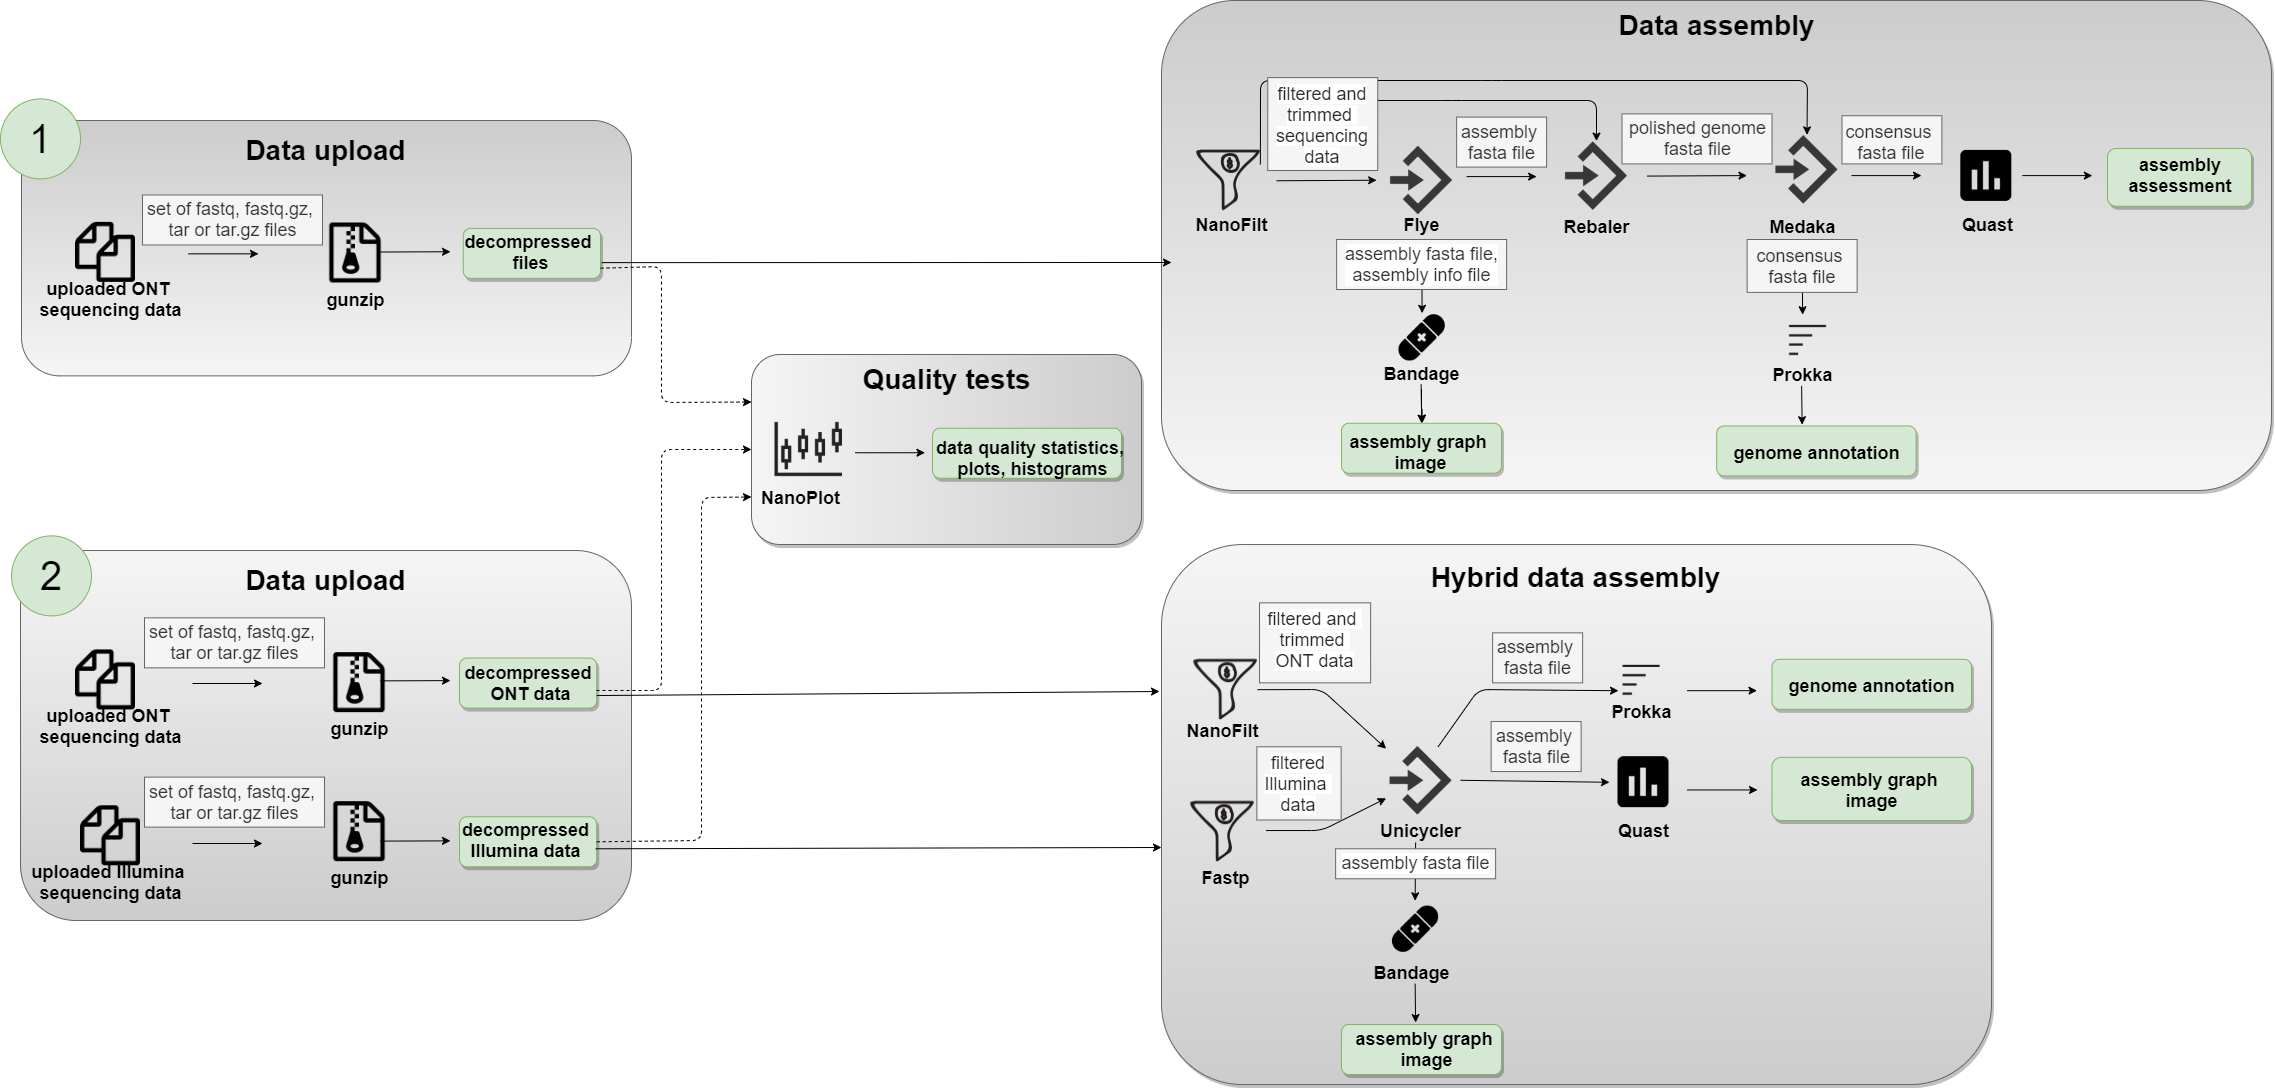 1
Data upload
set of fastq, fastq.gz,
tar or tar.gz files
uploaded ONT
sequencing data
gunzip
decompressed
files
Quality tests
NanoPlot
data quality statistics,
plots, histograms
Data assembly
NanoFilt
filtered and
trimmed
sequencing
data
Flye
assembly
fasta file
Rebaler
polished genome
fasta file
Medaka
consensus
fasta file
Quast
assembly
assessment
assembly fasta file,
assembly info file
Bandage
assembly graph
image
consensus
fasta file
Prokka
genome annotation
2
Data upload
set of fastq, fastq.gz,
tar or tar.gz files
uploaded ONT
sequencing data
gunzip
decompressed
ONT data
set of fastq, fastq.gz,
tar or tar.gz files
uploaded Illumina
sequencing data
gunzip
decompressed
Illumina data
Hybrid data assembly
filtered and
trimmed
ONT data
NanoFilt
filtered
Illumina
data
Fastp
Unicycler
assembly
fasta file
Prokka
genome annotation
assembly
fasta file
Quast
assembly graph
image
assembly fasta file
Bandage
assembly graph
image